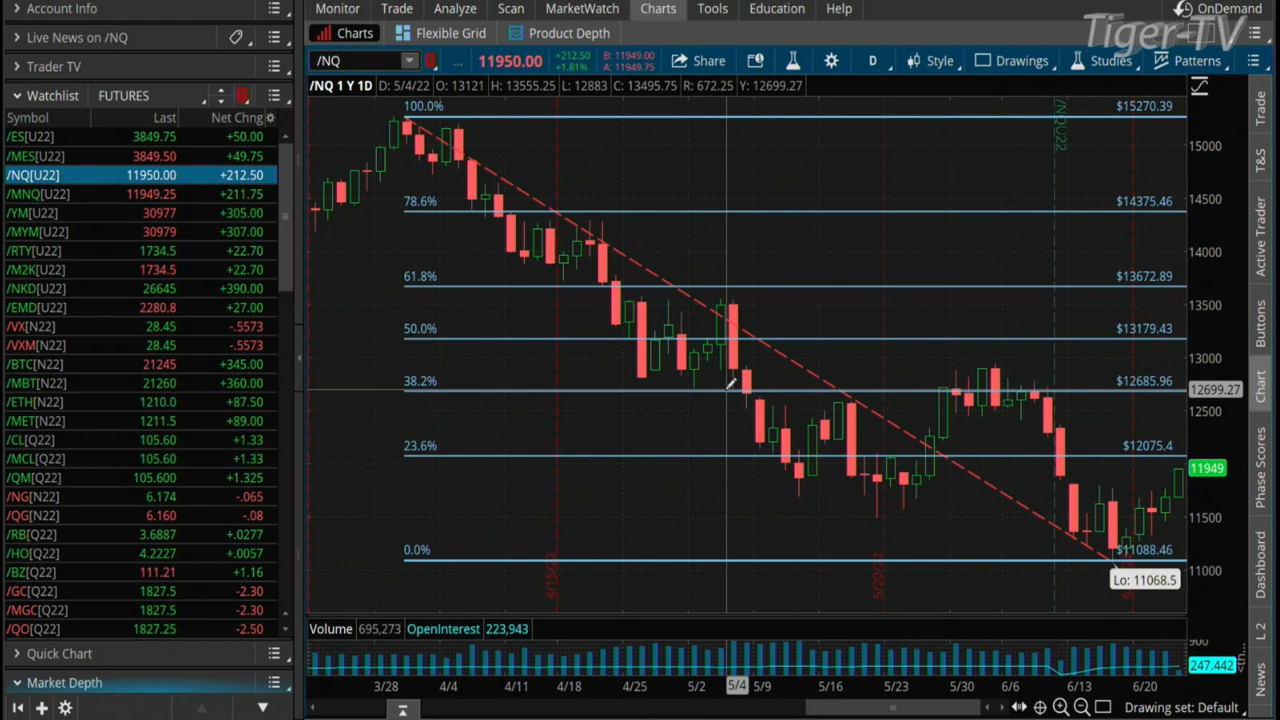 Account Info
Monitor Trade Analyze Scan MarketWatch Charts Tools Education Help
OnDemand
Tiger-TV
Live News on /NQ
Charts Flexible Grid Product Depth
Trader TV
/NQ ... 11950.00 +212.50 +1.81% B: 11949.00 A: 11949.75 Share D Style Drawings Studies Patterns
Watchlist FUTURES
/NQ 1 Y 1D D: 5/4/22 O: 13121 H: 13555.25 L: 12883 C: 13495.75 R: 672.25 Y: 12699.27
Symbol Last Net Chng
/ES[U22] 3849.75 +50.00
/MES[U22] 3849.50 +49.75
/NQ[U22] 11950.00 +212.50
/MNQ[U22] 11949.25 +211.75
/YM[U22] 30977 +305.00
/MYM[U22] 30979 +307.00
/RTY[U22] 1734.5 +22.70
/M2K[U22] 1734.5 +22.70
/NKD[U22] 26645 +390.00
/EMD[U22] 2280.8 +27.00
/VX[N22] 28.45 -.5573
/VXM[N22] 28.45 -.5573
/BTC[N22] 21245 +345.00
/MBT[N22] 21260 +360.00
/ETH[N22] 1210.0 +87.50
/MET[N22] 1211.5 +89.00
/CL[Q22] 105.60 +1.33
/MCL[Q22] 105.60 +1.33
/QM[Q22] 105.600 +1.325
/NG[N22] 6.174 -.065
/QG[N22] 6.160 -.08
/RB[Q22] 3.6887 +.0277
/HO[Q22] 4.2227 +.0057
/BZ[Q22] 111.21 +1.16
/GC[Q22] 1827.5 -2.30
/MGC[Q22] 1827.5 -2.30
/QO[Q22] 1827.25 -2.50
Quick Chart
Market Depth
100.0% $15270.39
78.6% $14375.46
61.8% $13672.89
50.0% $13179.43
38.2% $12685.96
23.6% $12075.4
0.0% $11088.46
Lo: 11068.5
/NQU22
4/15/22
5/20/22
15000
14500
14000
13500
13000
12699.27
12500
11949
11500
11000
Volume 695,273 OpenInterest 223,943
900
247.442
3/28 4/4 4/11 4/18 4/25 5/2 5/4 5/9 5/16 5/23 5/30 6/6 6/13 6/20
Drawing set: Default
Trade
T&S
Active Trader
Buttons
Chart
Phase Scores
Dashboard
L 2
News